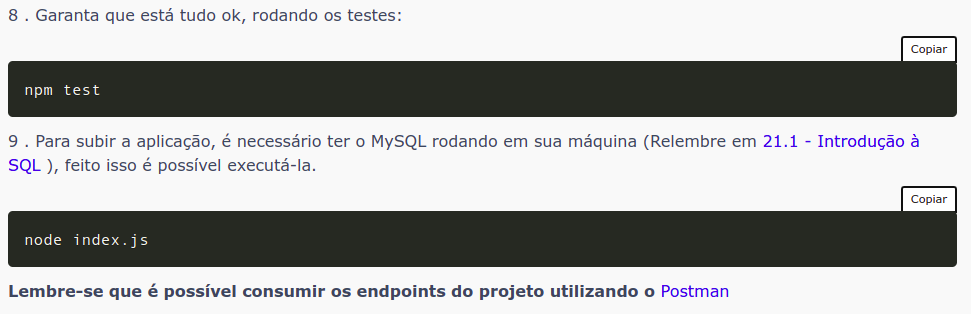 8 . Garanta que está tudo ok, rodando os testes:
Copiar
npm test
9 . Para subir a aplicação, é necessário ter o MySQL rodando em sua máquina (Relembre em 21.1 - Introdução à
SQL ), feito isso é possível executá-la.
Copiar
node index.js
Lembre-se que é possível consumir os endpoints do projeto utilizando o Postman